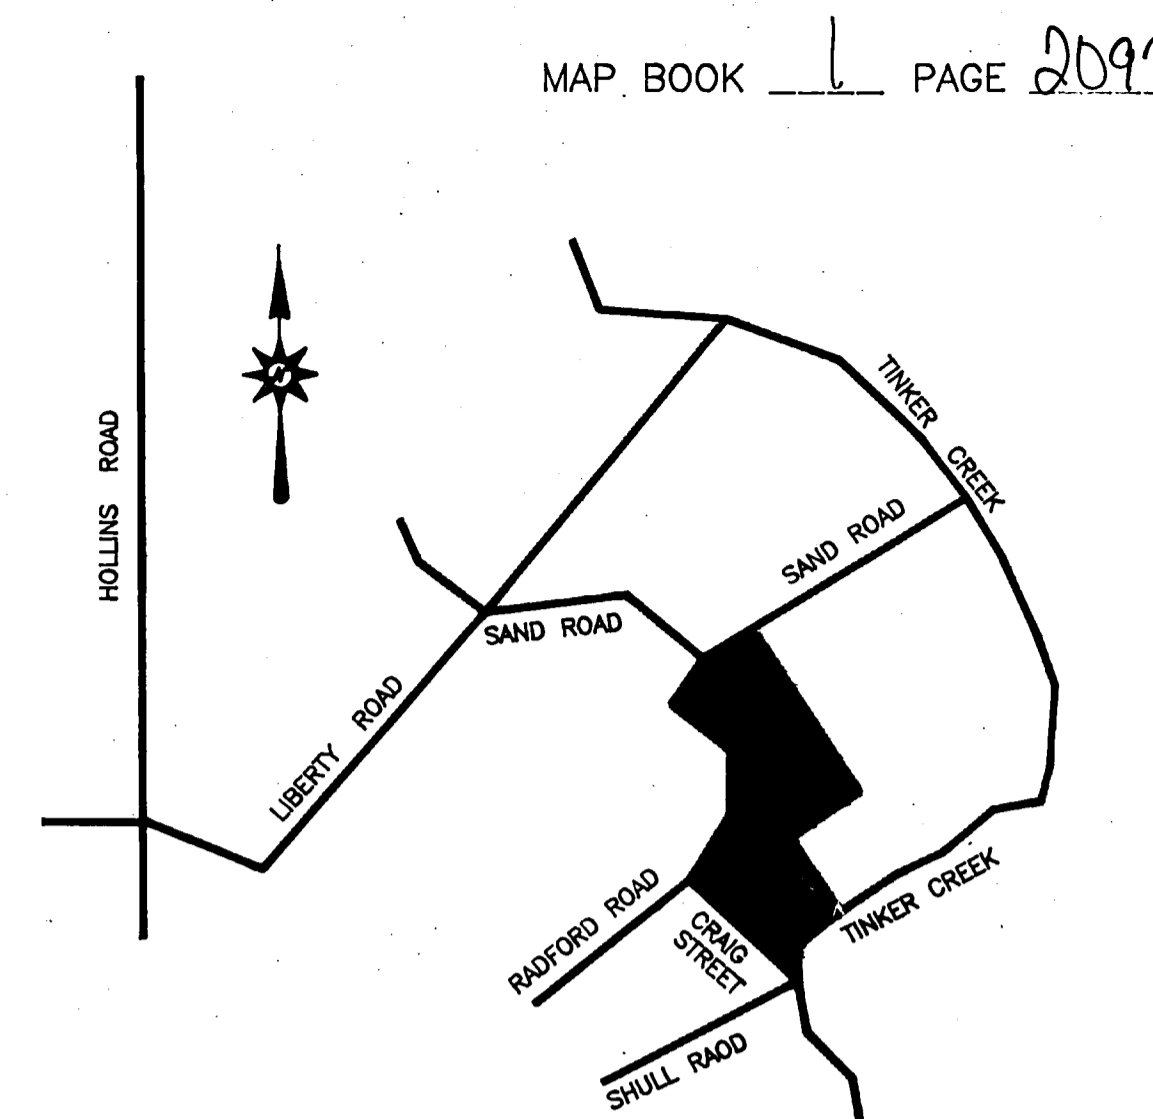 MAP BOOK 1 PAGE
TINKER CREEK
HOLLINS ROAD
N
SAND ROAD
SAND ROAD
LIBERTY ROAD
TINKER CREEK
RADFORD ROAD
CRAIG
STREET
SHULL RAOD